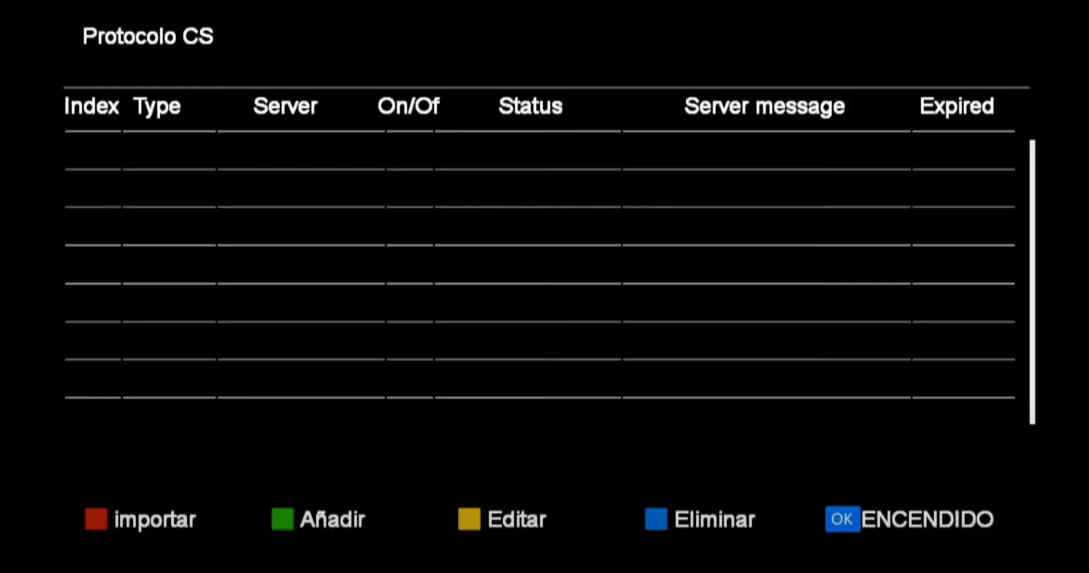 Protocolo CS
Index Type Server On/Of Status Server message Expired
importar Añadir Editar Eliminar OK ENCENDIDO